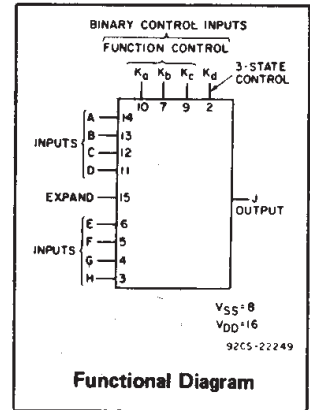 BINARY CONTROL INPUTS
FUNCTION CONTROL
Ka Kb Kc Kd
3-STATE
CONTROL
10 7 9 2
A 14
B 13
INPUTS
C 12
D 11
EXPAND 15
J
OUTPUT
E 6
F 5
INPUTS
G 4
H 3
VSS=8
VDD=16
92CS-22249
Functional Diagram